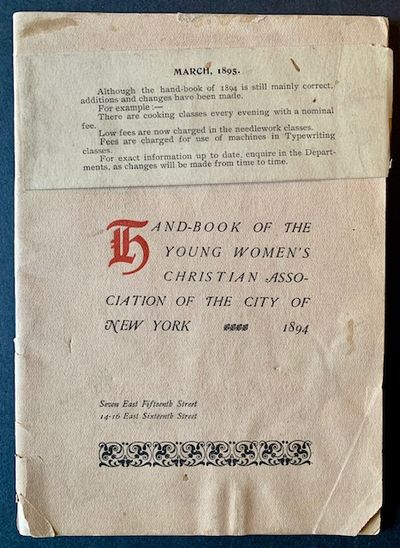 MARCH, 1895.
Although the hand-book of 1894 is still mainly correct,
additions and changes have been made.
For example :—
There are cooking classes every evening with a nominal
fee.
Low fees are now charged in the needlework classes.
Fees are charged for use of machines in Typewriting
classes.
For exact information up to date, enquire in the Depart-
ments, as changes will be made from time to time.
HAND-BOOK OF THE
YOUNG WOMEN'S
CHRISTIAN ASSO-
CIATION OF THE CITY OF
NEW YORK 1894
Seven East Fifteenth Street
14-16 East Sixteenth Street